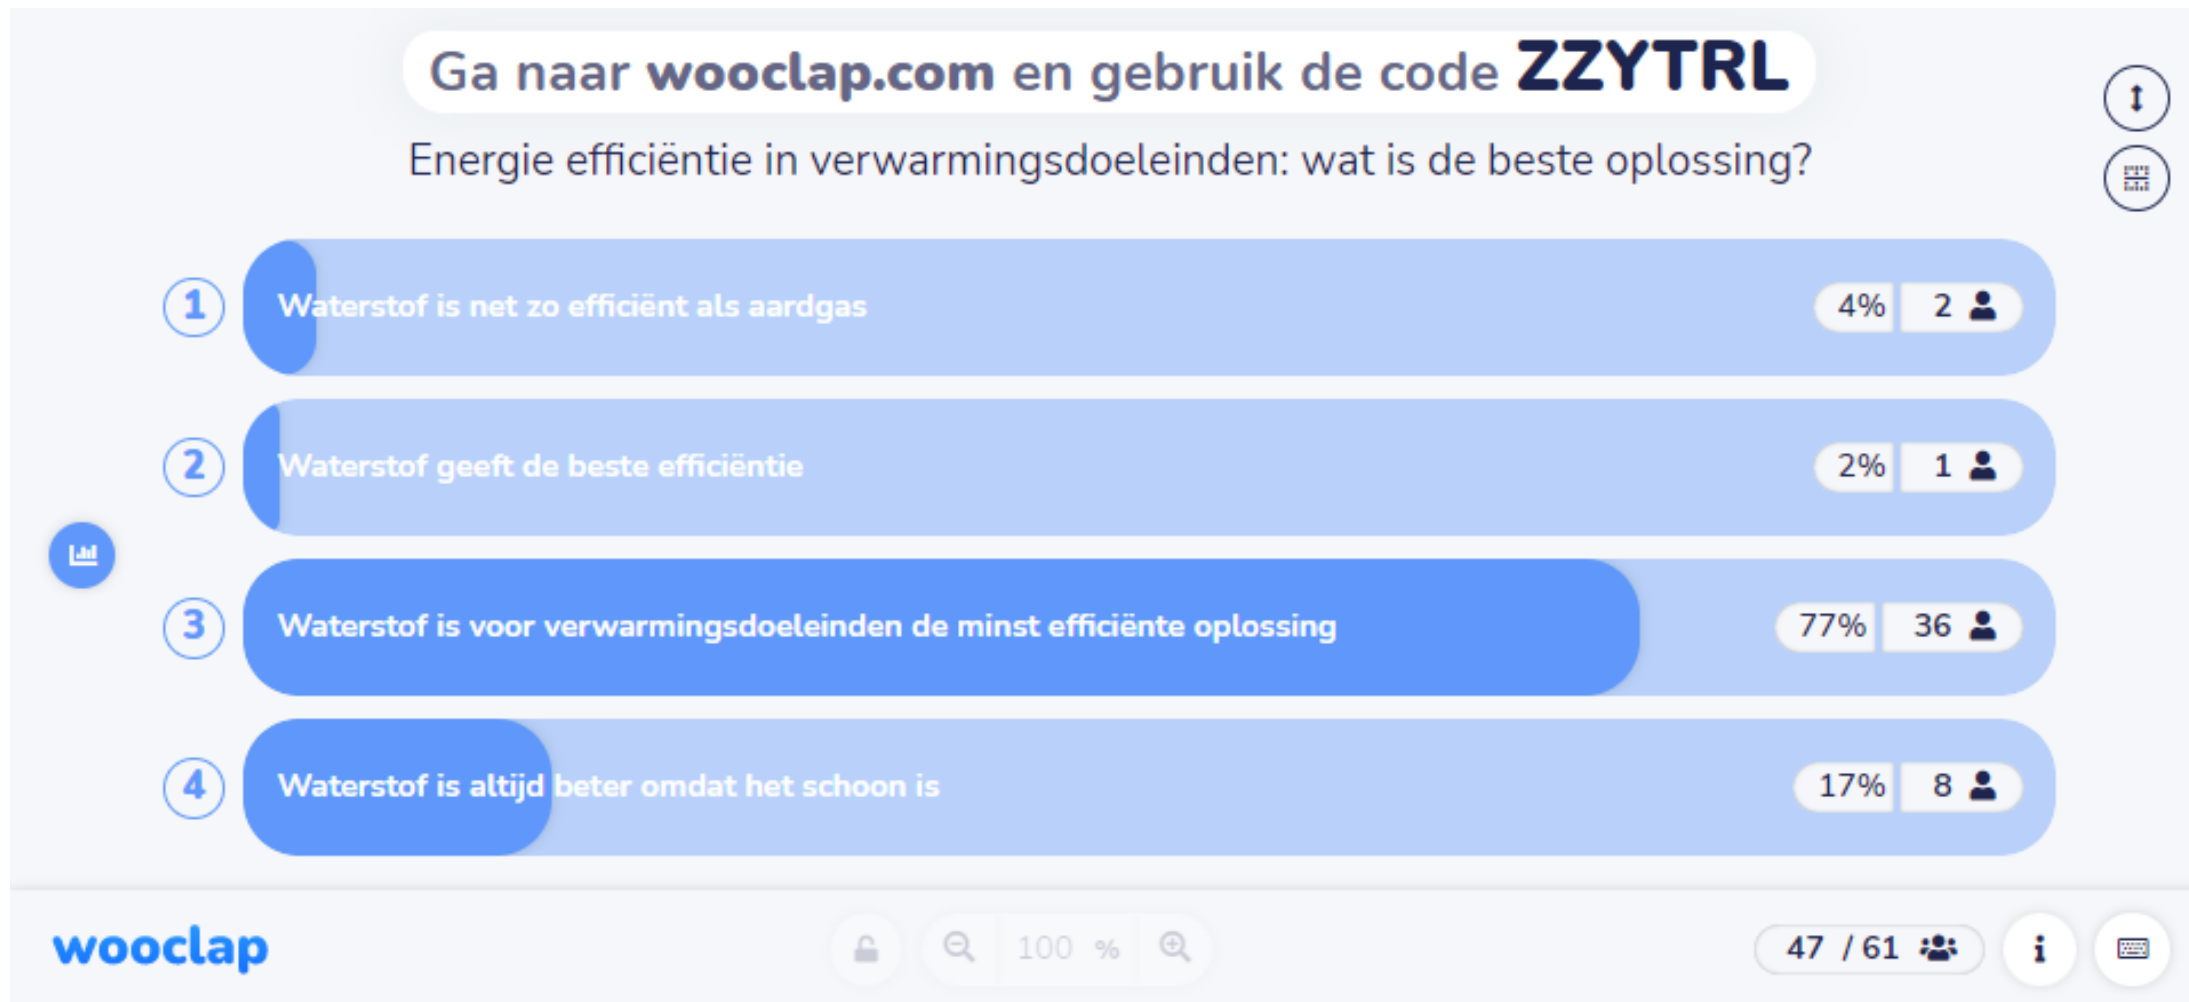 Ga naar wooclap.com en gebruik de code ZZYTRL
Energie efficiëntie in verwarmingsdoeleinden: wat is de beste oplossing?
1 Waterstof is net zo efficiënt als aardgas 4% 2
2 Waterstof geeft de beste efficiëntie 2% 1
3 Waterstof is voor verwarmingsdoeleinden de minst efficiënte oplossing 77% 36
4 Waterstof is altijd beter omdat het schoon is 17% 8
wooclap 100 % 47 / 61 i